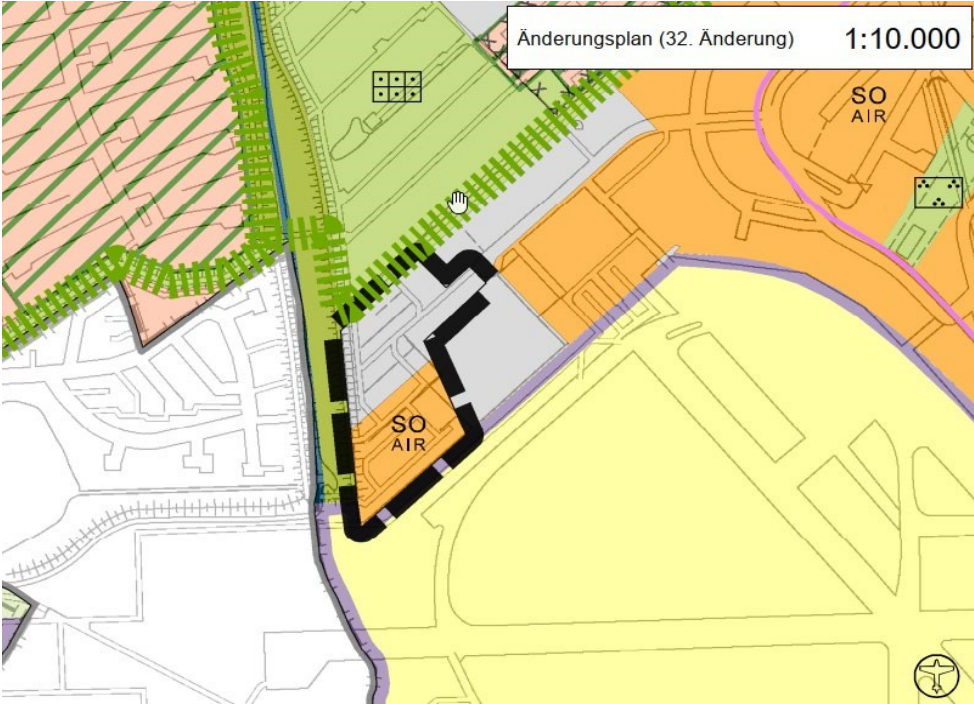 Änderungsplan (32. Änderung) 1:10.000
SO
AIR
SO
AIR